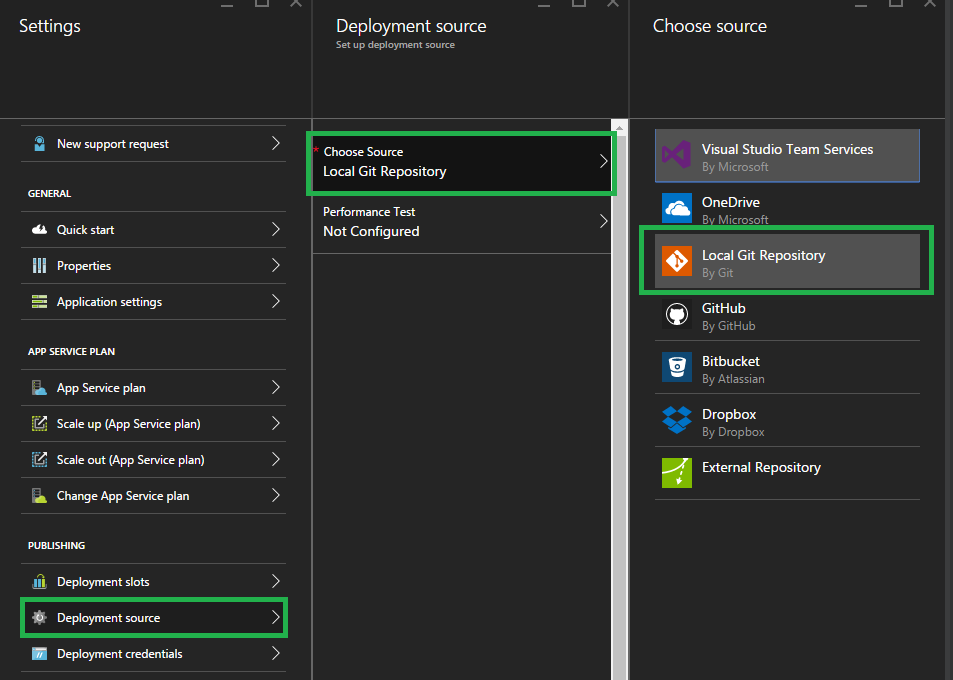 Settings
New support request
GENERAL
Quick start
Properties
Application settings
APP SERVICE PLAN
App Service plan
Scale up (App Service plan)
Scale out (App Service plan)
Change App Service plan
PUBLISHING
Deployment slots
Deployment source
Deployment credentials
Deployment source
Set up deployment source
* Choose Source
Local Git Repository
Performance Test
Not Configured
Choose source
Visual Studio Team Services
By Microsoft
OneDrive
By Microsoft
Local Git Repository
By Git
GitHub
By GitHub
Bitbucket
By Atlassian
Dropbox
By Dropbox
External Repository